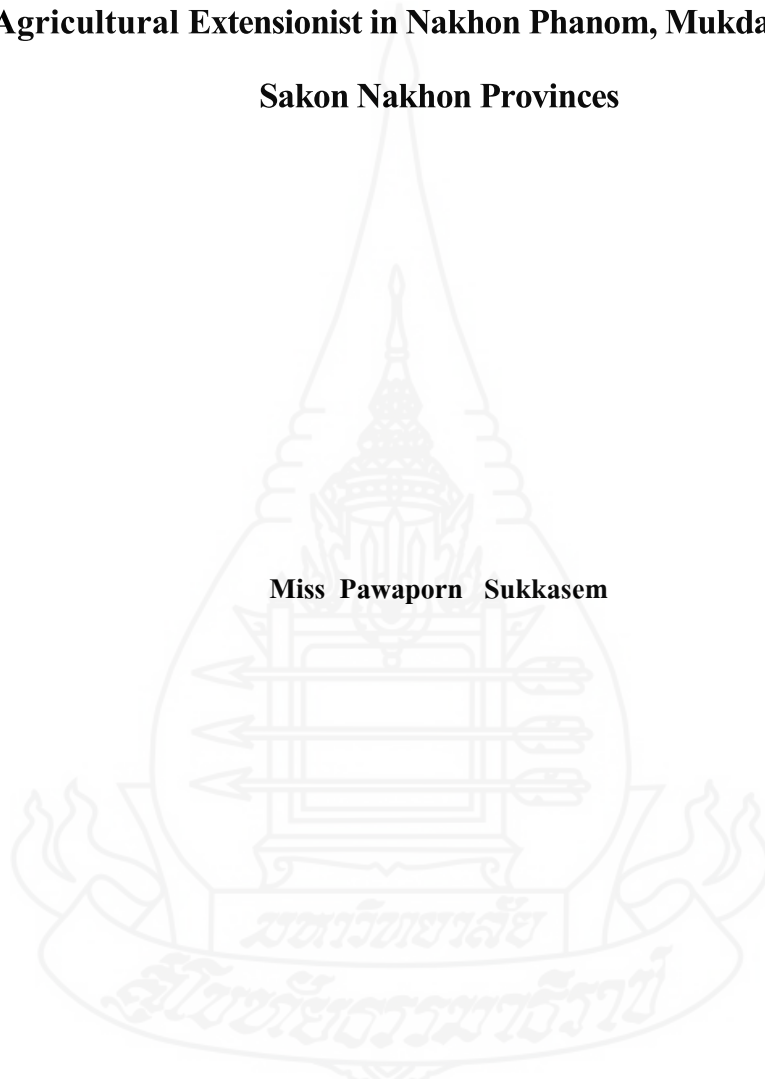 Agricultural Extensionist in Nakhon Phanom, Mukda
Sakon Nakhon Provinces
Miss Pawaporn Sukkasem
มหาวิทยาลัย
สุโขทัยธรรมาธิราช